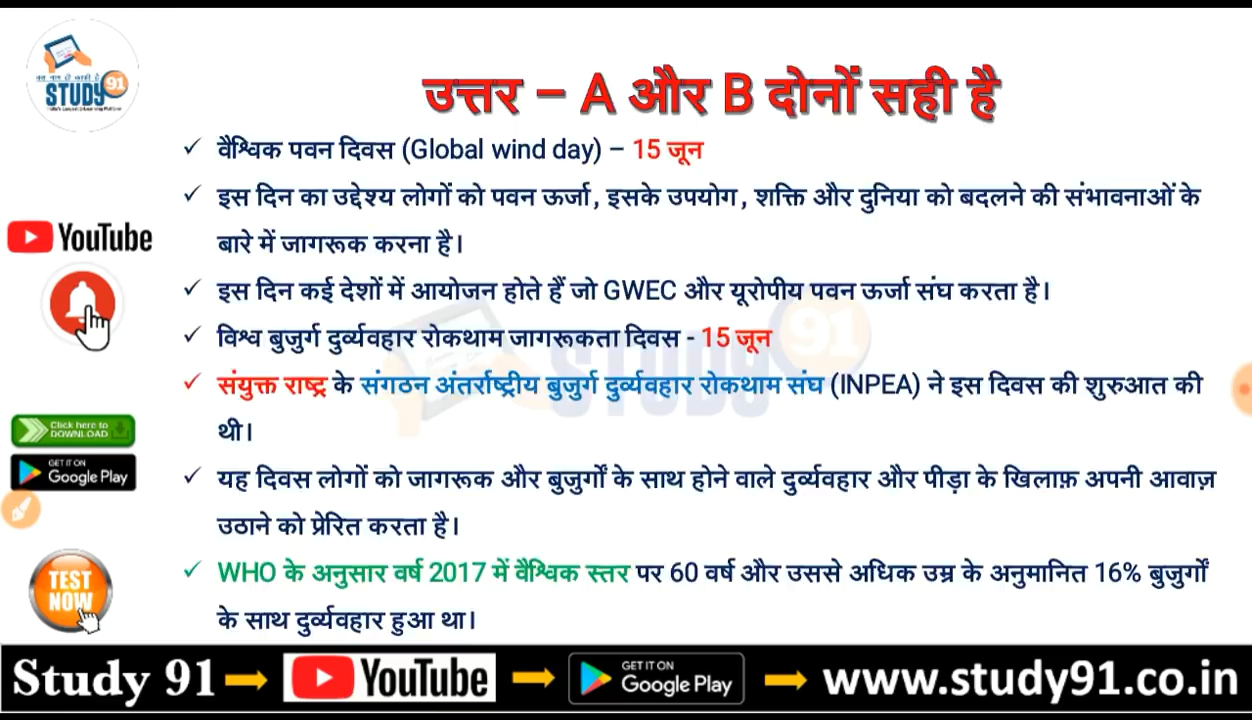 STUDY 91
उत्तर – A और B दोनों सही है
✓ वैश्विक पवन दिवस (Global wind day) – 15 जून
✓ इस दिन का उद्देश्य लोगों को पवन ऊर्जा, इसके उपयोग, शक्ति और दुनिया को बदलने की संभावनाओं के
बारे में जागरूक करना है।
YouTube
✓ इस दिन कई देशों में आयोजन होते हैं जो GWEC और यूरोपीय पवन ऊर्जा संघ करता है।
✓ विश्व बुजुर्ग दुर्व्यवहार रोकथाम जागरूकता दिवस - 15 जून
✓ संयुक्त राष्ट्र के संगठन अंतर्राष्ट्रीय बुजुर्ग दुर्व्यवहार रोकथाम संघ (INPEA) ने इस दिवस की शुरुआत की
थी।
Click here to
DOWNLOAD
GET IT ON
Google Play
✓ यह दिवस लोगों को जागरूक और बुजुर्गों के साथ होने वाले दुर्व्यवहार और पीड़ा के खिलाफ़ अपनी आवाज़
उठाने को प्रेरित करता है।
✓ WHO के अनुसार वर्ष 2017 में वैश्विक स्तर पर 60 वर्ष और उससे अधिक उम्र के अनुमानित 16% बुजुर्गों
के साथ दुर्व्यवहार हुआ था।
TEST
NOW
STUDY 91
Study 91 YouTube GET IT ON Google Play www.study91.co.in